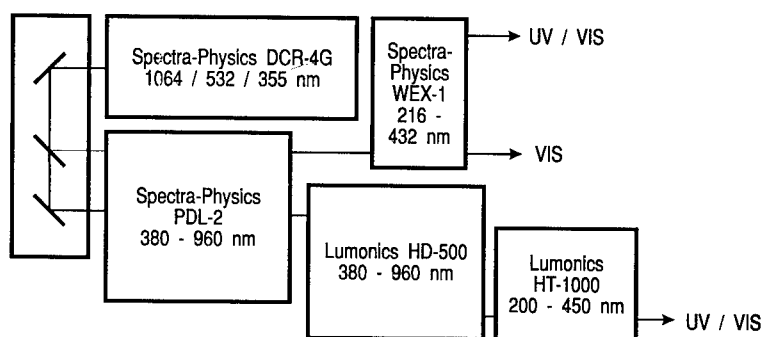 Spectra-Physics DCR-4G
1064 / 532 / 355 nm
Spectra-
Physics
WEX-1
216 -
432 nm
UV / VIS
VIS
Spectra-Physics
PDL-2
380 - 960 nm
Lumonics HD-500
380 - 960 nm
Lumonics
HT-1000
200 - 450 nm
UV / VIS